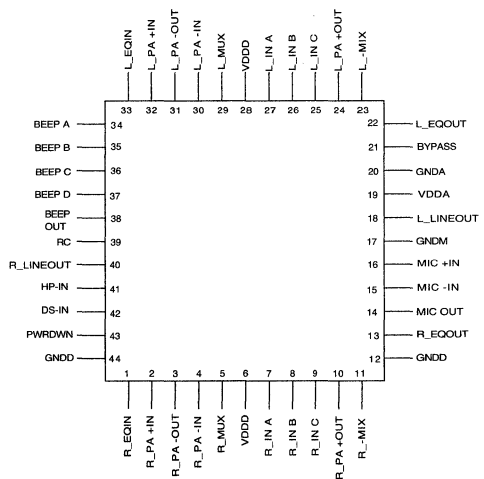 L_EQIN
L_PA +IN
L_PA -OUT
L_PA -IN
L_MUX
VDDD
L_IN A
L_IN B
L_IN C
L_PA +OUT
L_-MIX
33 32 31 30 29 28 27 26 25 24 23
BEEP A 34
BEEP B 35
BEEP C 36
BEEP D 37
BEEP
OUT 38
RC 39
R_LINEOUT 40
HP-IN 41
DS-IN 42
PWRDWN 43
GNDD 44
22 L_EQOUT
21 BYPASS
20 GNDA
19 VDDA
18 L_LINEOUT
17 GNDM
16 MIC +IN
15 MIC -IN
14 MIC OUT
13 R_EQOUT
12 GNDD
1 2 3 4 5 6 7 8 9 10 11
R_EQIN
R_PA +IN
R_PA -OUT
R_PA -IN
R_MUX
VDDD
R_IN A
R_IN B
R_IN C
R_PA +OUT
R_-MIX